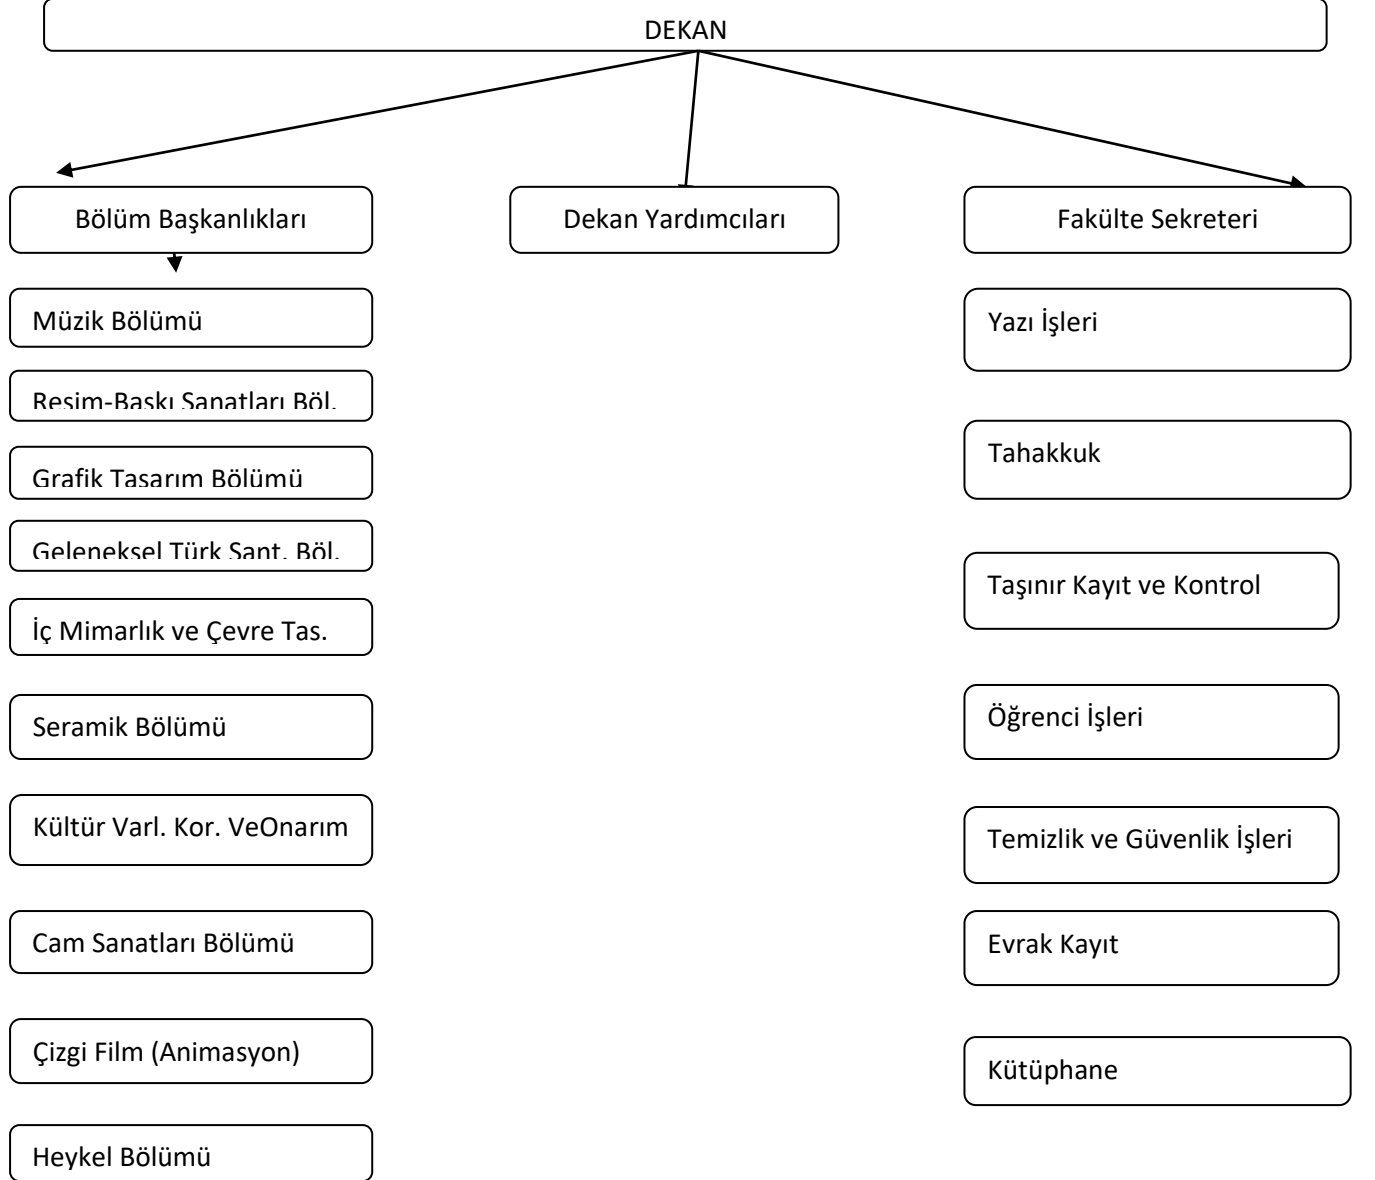 DEKAN
Bölüm Başkanlıkları
Dekan Yardımcıları
Fakülte Sekreteri
Müzik Bölümü
Resim-Baskı Sanatları Böl.
Grafik Tasarım Bölümü
Geleneksel Türk Sant. Böl.
İç Mimarlık ve Çevre Tas.
Seramik Bölümü
Kültür Varl. Kor. VeOnarım
Cam Sanatları Bölümü
Çizgi Film (Animasyon)
Heykel Bölümü
Yazı İşleri
Tahakkuk
Taşınır Kayıt ve Kontrol
Öğrenci İşleri
Temizlik ve Güvenlik İşleri
Evrak Kayıt
Kütüphane